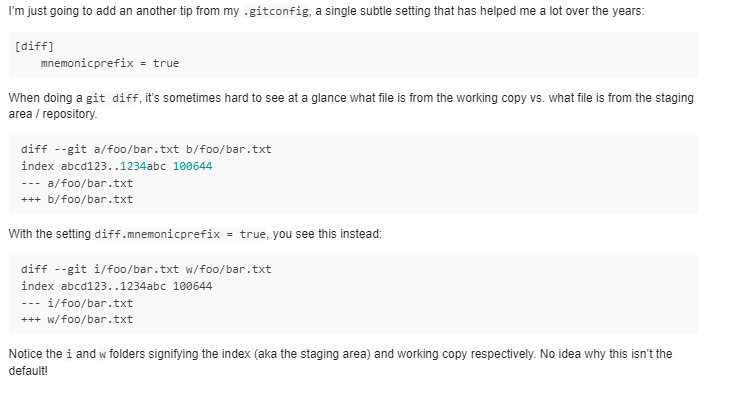 I'm just going to add an another tip from my .gitconfig, a single subtle setting that has helped me a lot over the years:
[diff]
    mnemonicprefix = true
When doing a git diff, it's sometimes hard to see at a glance what file is from the working copy vs. what file is from the staging
area / repository.
diff --git a/foo/bar.txt b/foo/bar.txt
index abcd123..1234abc 100644
--- a/foo/bar.txt
+++ b/foo/bar.txt
With the setting diff.mnemonicprefix = true, you see this instead:
diff --git i/foo/bar.txt w/foo/bar.txt
index abcd123..1234abc 100644
--- i/foo/bar.txt
+++ w/foo/bar.txt
Notice the i and w folders signifying the index (aka the staging area) and working copy respectively. No idea why this isn't the
default!